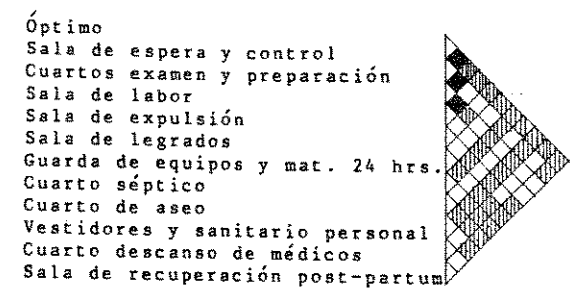 Óptimo
Sala de espera y control
Cuartos examen y preparación
Sala de labor
Sala de expulsión
Sala de legrados
Guarda de equipos y mat. 24 hrs.
Cuarto séptico
Cuarto de aseo
Vestidores y sanitario personal
Cuarto descanso de médicos
Sala de recuperación post-partum